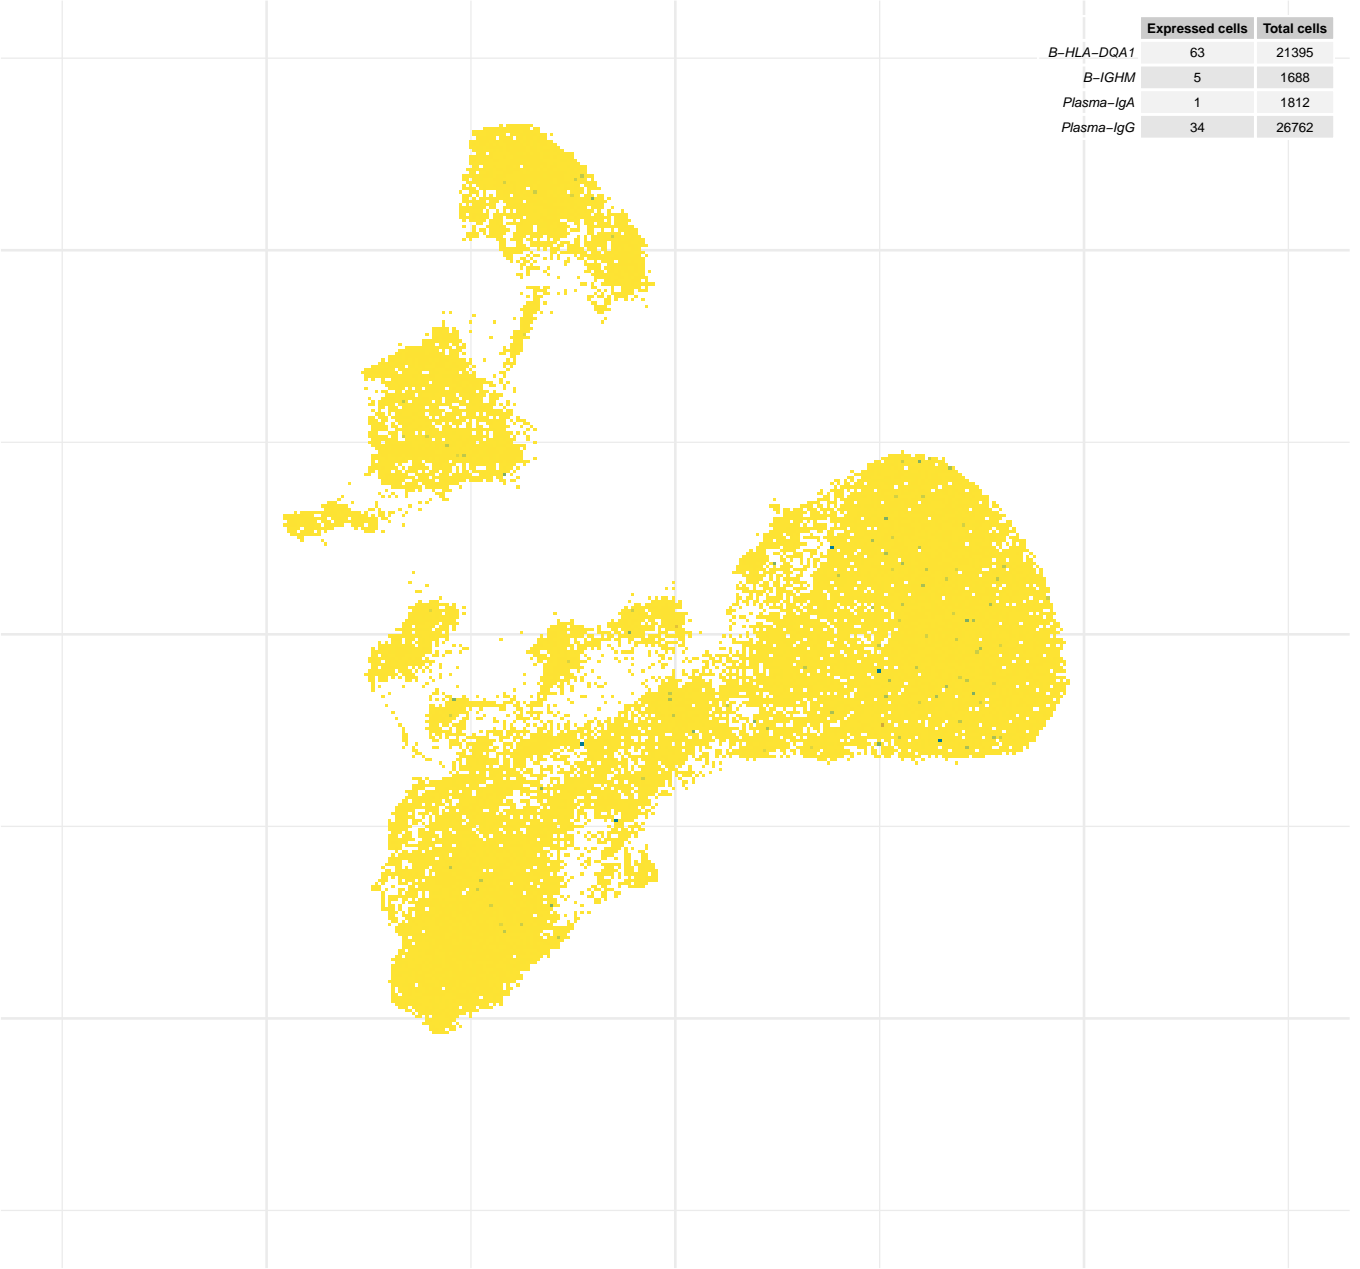 Expressed cells Total cells
B−HLA−DQA1 63 21395
B−IGHM 5 1688
Plasma−IgA 1 1812
Plasma−IgG 34 26762